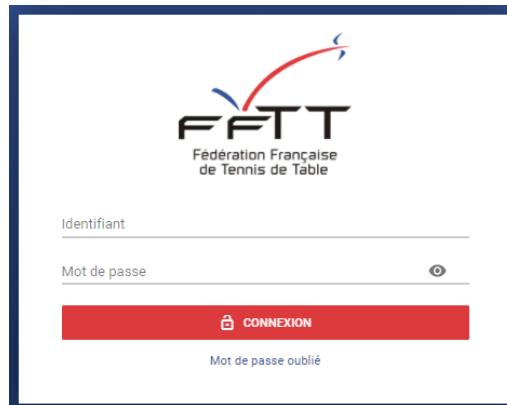 FFTT
Fédération Française
de Tennis de Table
Identifiant
Mot de passe
CONNEXION
Mot de passe oublié